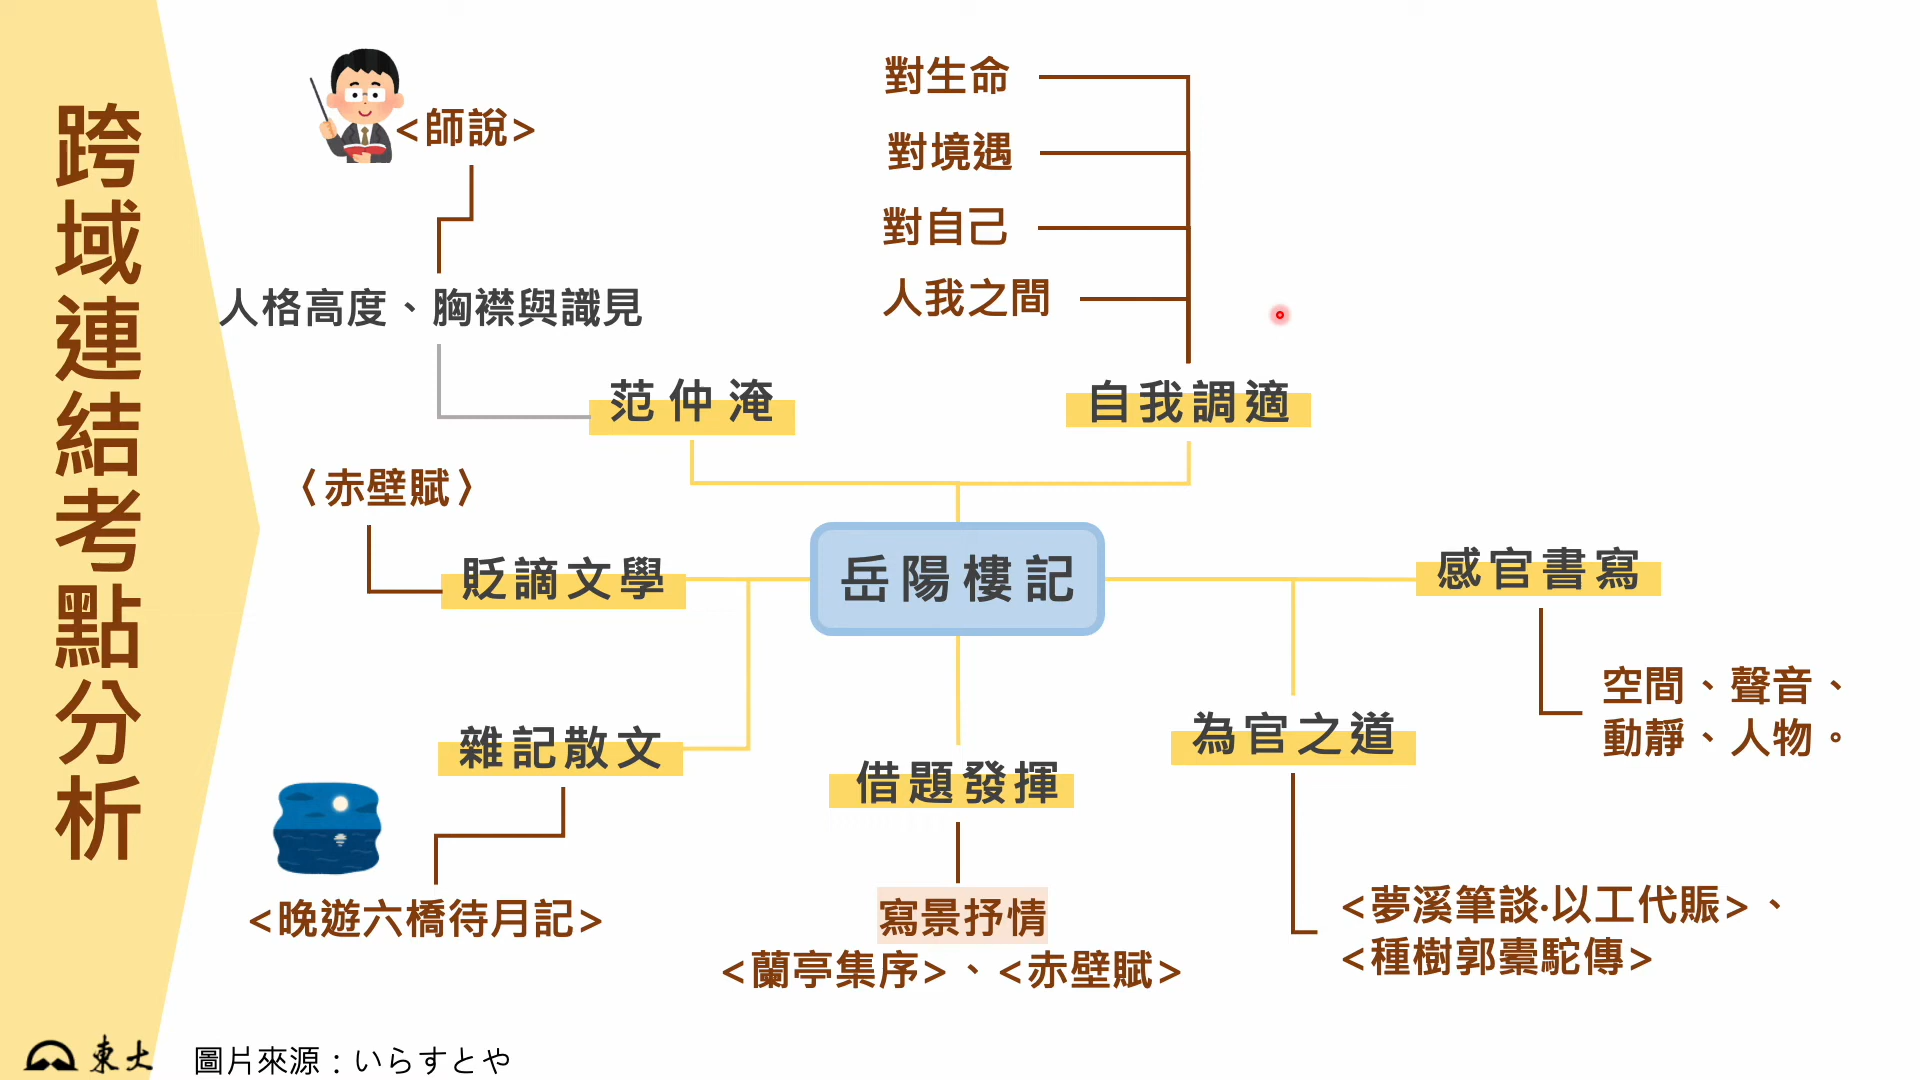 跨域連結考點分析
<師說>
人格高度、胸襟與識見
范仲淹
對生命
對境遇
對自己
人我之間
自我調適
〈赤壁賦〉
貶謫文學
岳陽樓記
感官書寫
空間、聲音、
動靜、人物。
雜記散文
<晚遊六橋待月記>
借題發揮
寫景抒情
<蘭亭集序>、<赤壁賦>
為官之道
<夢溪筆談·以工代賑>、
<種樹郭橐駝傳>
東大
圖片來源：いらすとや